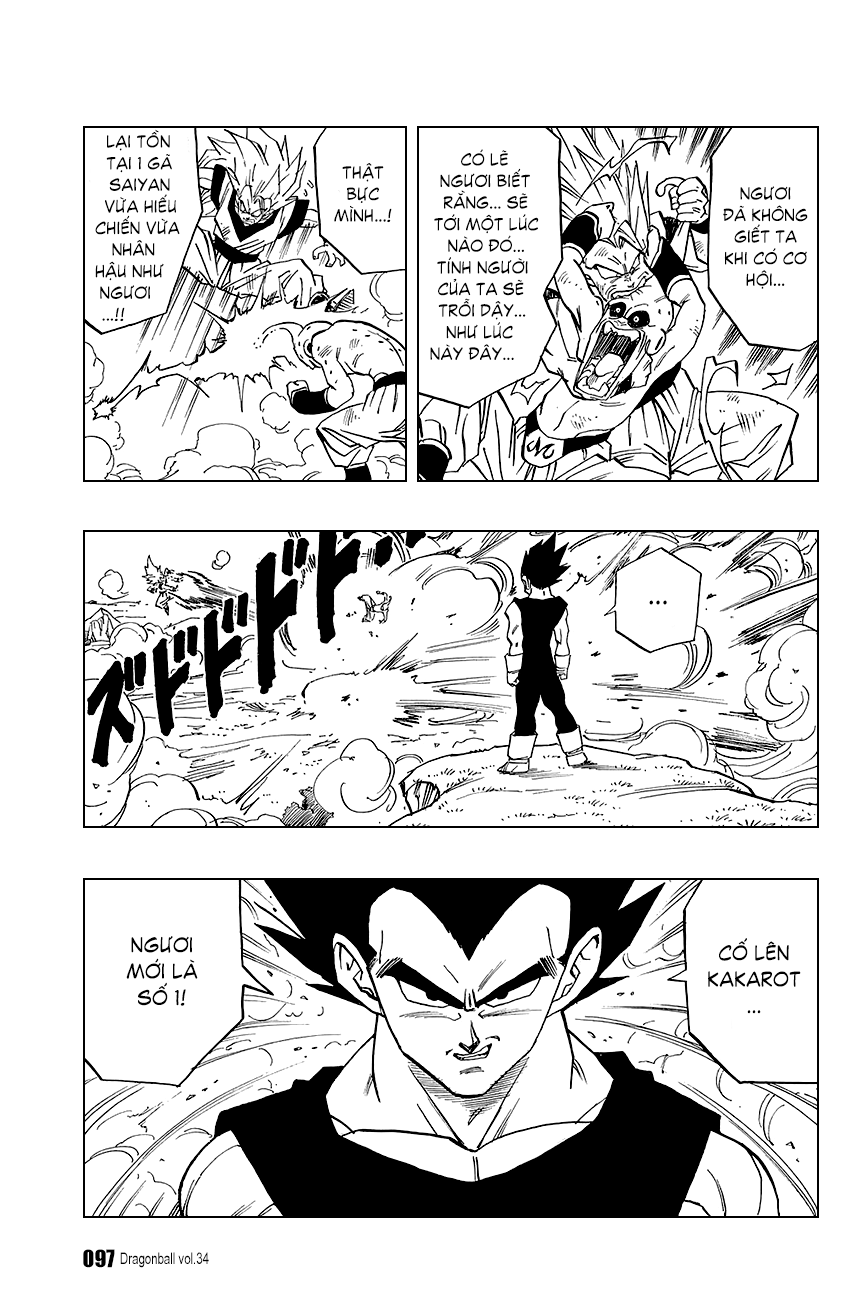 NGƯƠI
ĐÃ KHÔNG
GIẾT TA
KHI CÓ CƠ
HỘI...
CÓ LẼ
NGƯƠI BIẾT
RẰNG... SẼ
TỚI MỘT LÚC
NÀO ĐÓ...
TÍNH NGƯỜI
CỦA TA SẼ
TRỖI DẬY...
NHƯ LÚC
NÀY ĐÂY...
THẬT
BỰC
MÌNH...!
LẠI TỒN
TẠI 1 GÃ
SAIYAN
VỪA HIẾU
CHIẾN VỪA
NHÂN
HẬU NHƯ
NGƯƠI
...!!
...
ズドドドドド
CỐ LÊN
KAKAROT
...
NGƯƠI
MỚI LÀ
SỐ 1!
097 Dragonball vol.34